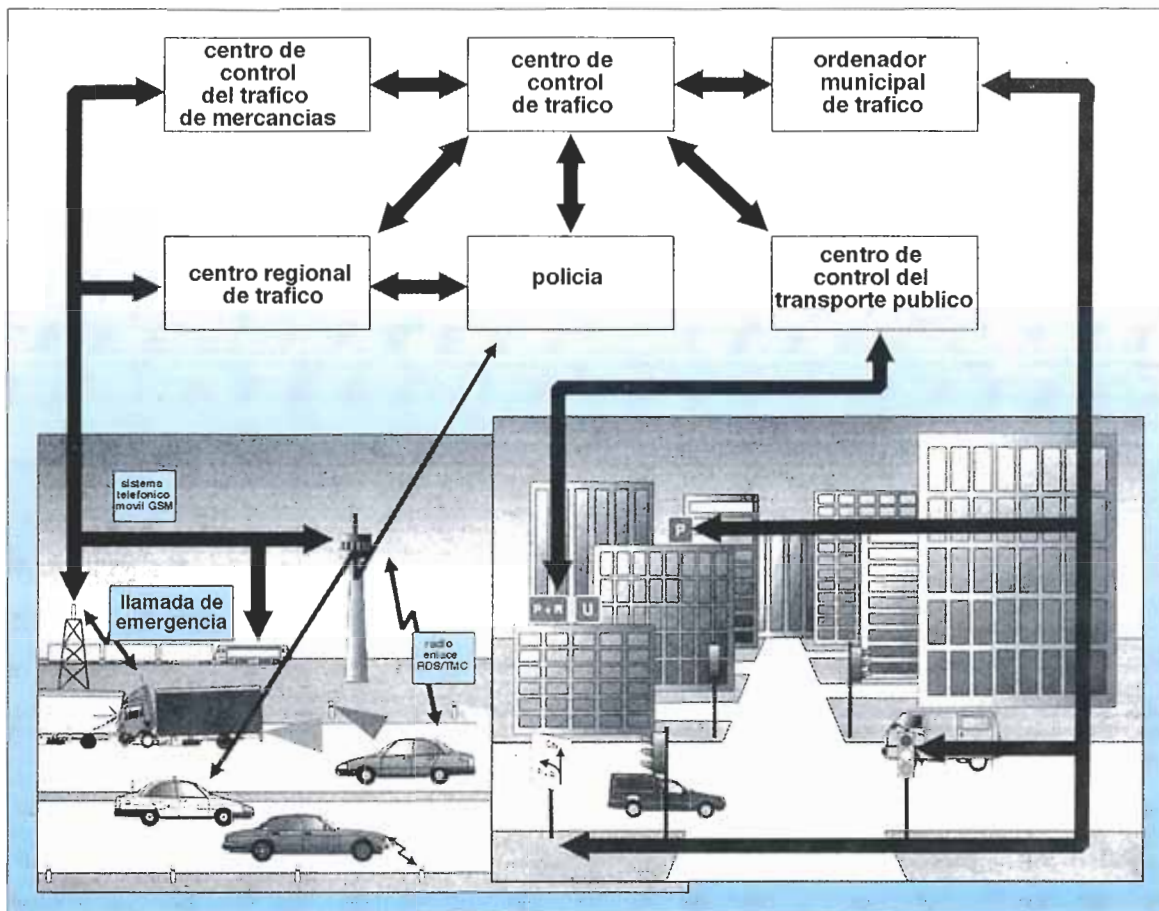 centro de
control
del trafico
de mercancias
centro de
control
de trafico
ordenador
municipal
de trafico
centro regional
de trafico
policia
centro de
control del
transporte publico
sistema
telefonico
movil GSM
llamada de
emergencia
radio
enlace
RDS/TMC
P
P + R
U